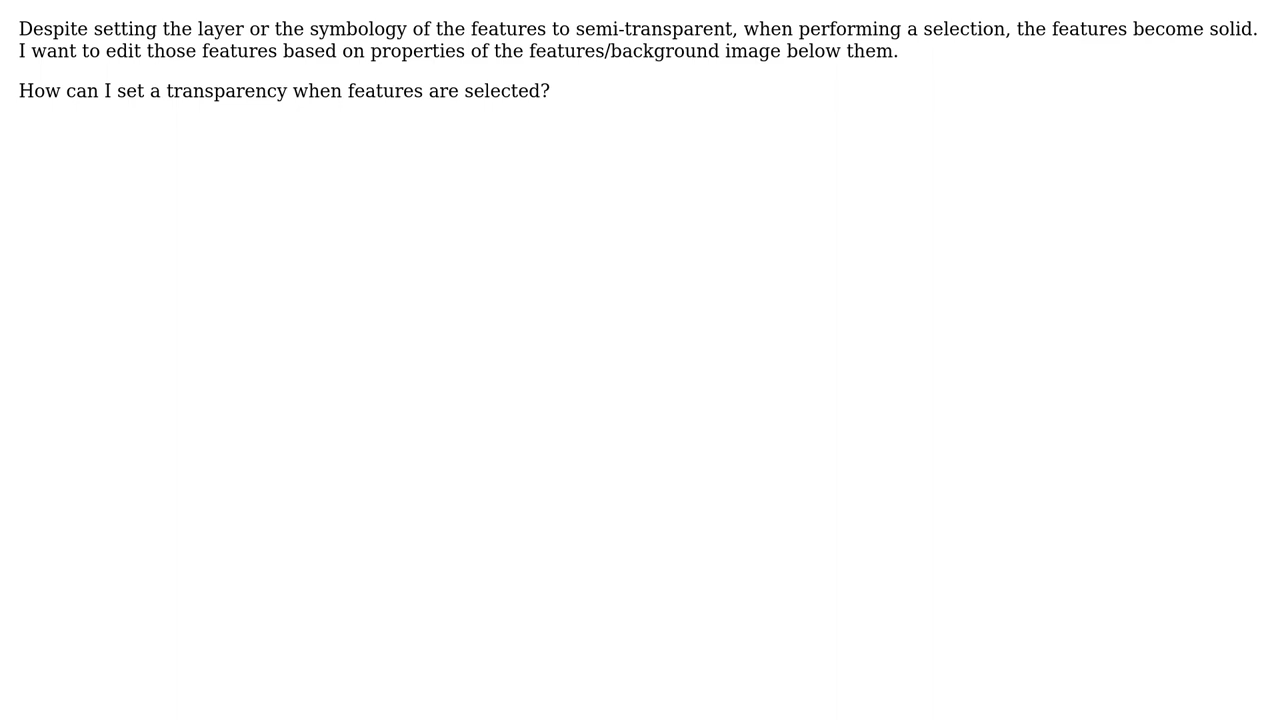 Despite setting the layer or the symbology of the features to semi-transparent, when performing a selection, the features become solid.
I want to edit those features based on properties of the features/background image below them.
How can I set a transparency when features are selected?